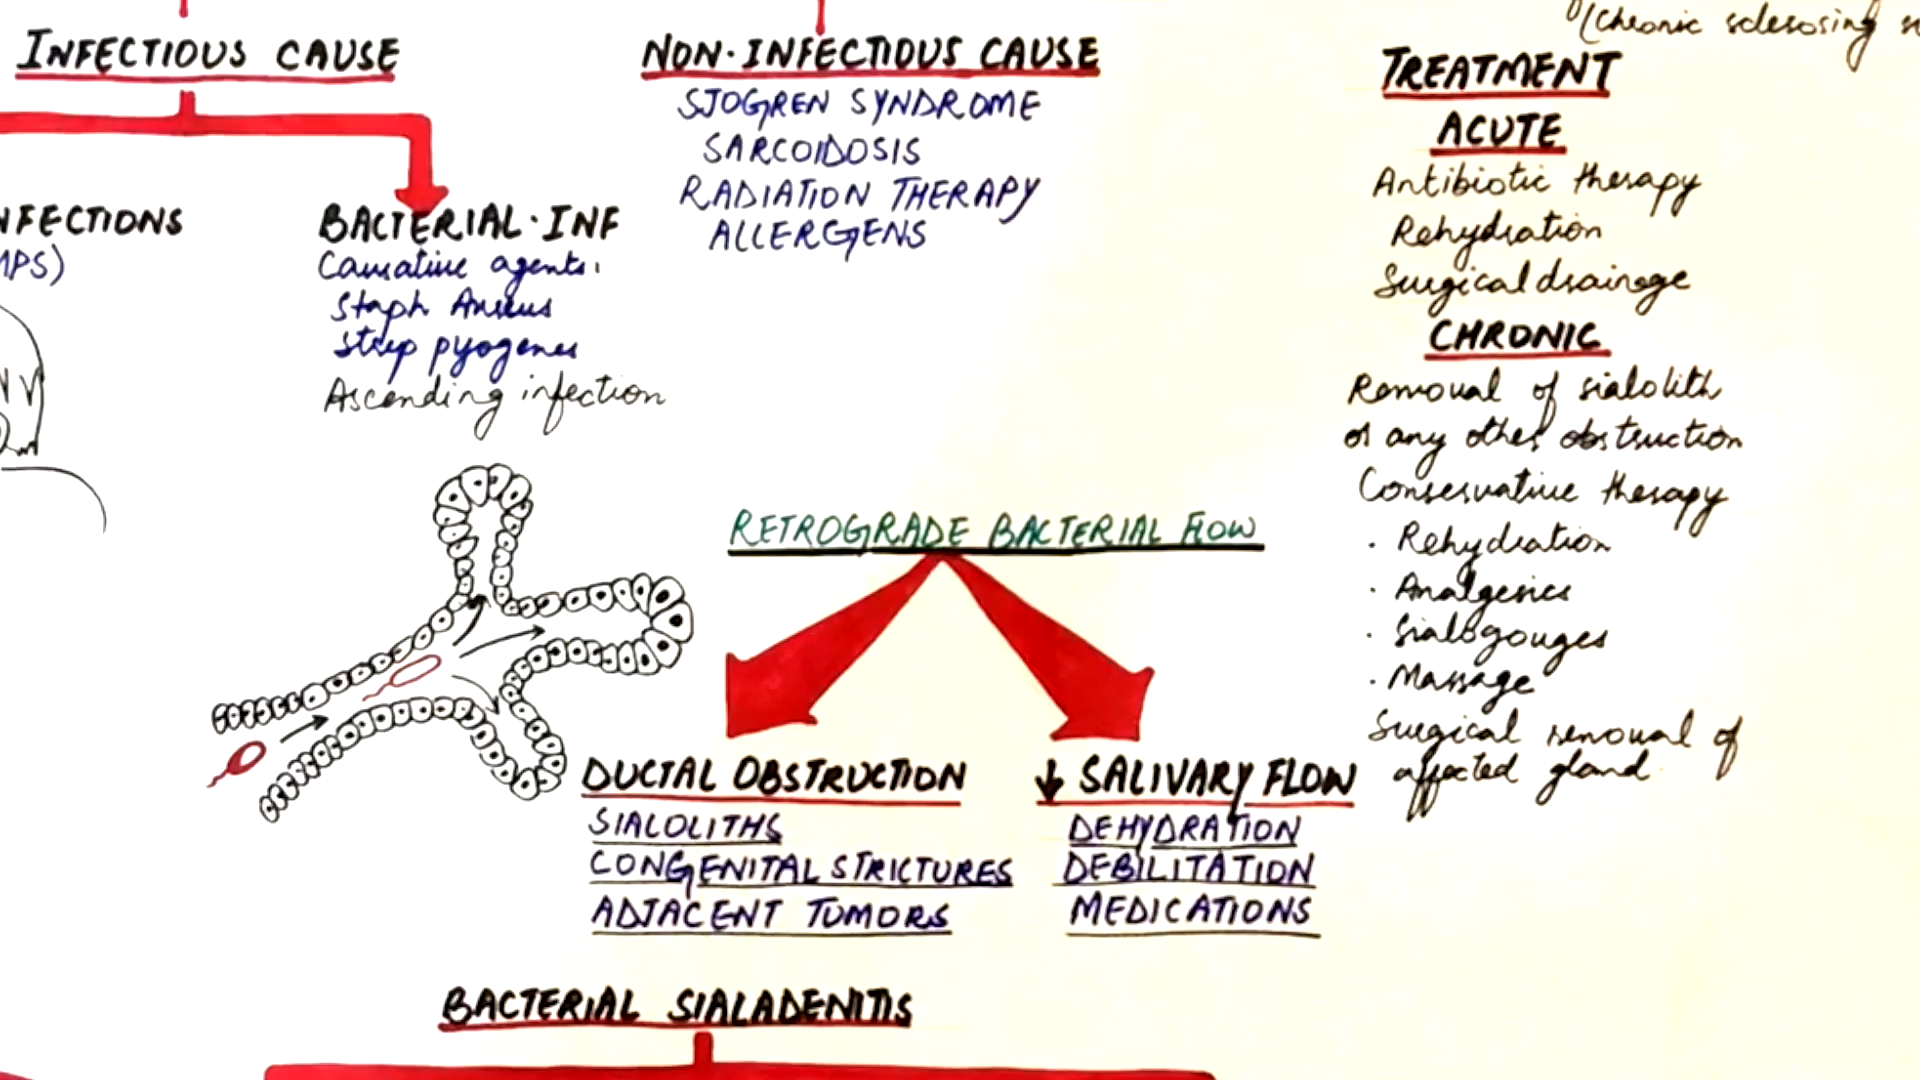 INFECTIOUS CAUSE
NFECTIONS
MPS)
BACTERIAL·INF
Causative agents.
Staph Aureus
Strep pyogenes
Ascending infection
NON·INFECTIOUS CAUSE
SJOGREN SYNDROME
SARCOIDOSIS
RADIATION THERAPY
ALLERGENS
RETROGRADE BACTERIAL FLOW
DUCTAL OBSTRUCTION
SIALOLITHS
CONGENITAL STRICTURES
ADJACENT TUMORS
↓ SALIVARY FLOW
DEHYDRATION
DEBILITATION
MEDICATIONS
(chronic sclerosing
TREATMENT
ACUTE
Antibiotic therapy
Rehydration
Surgical drainage
CHRONIC
Removal of sialolith
or any other obstruction
Conservative therapy
· Rehydration
· Analgesics
· Sialogouges
· Massage
Surgical removal of
affected gland
BACTERIAL SIALADENITIS